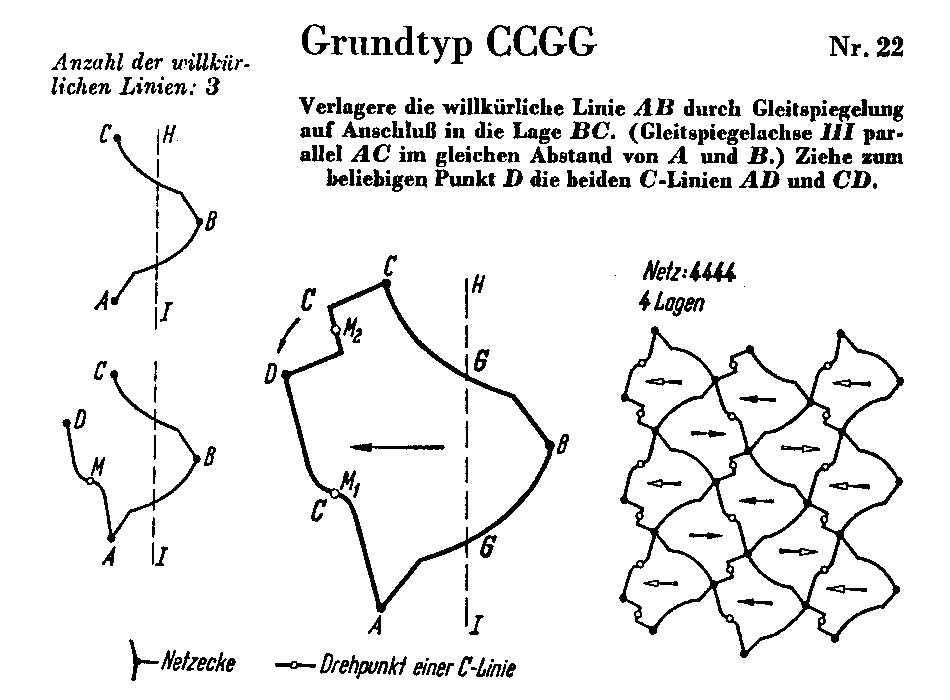 Grundtyp CCGG
Nr. 22
Anzahl der willkür-
lichen Linien: 3
Verlagere die willkürliche Linie AB durch Gleitspiegelung
auf Anschluß in die Lage BC. (Gleitspiegelachse III par-
allel AC im gleichen Abstand von A und B.) Ziehe zum
beliebigen Punkt D die beiden C-Linien AD und CD.
C
H
B
A
I
C
D
M
B
A
I
C
C
H
M2
D
G
B
M1
C
G
A
I
Netz: 4444
4 Lagen
Netzecke
Drehpunkt einer C-Linie